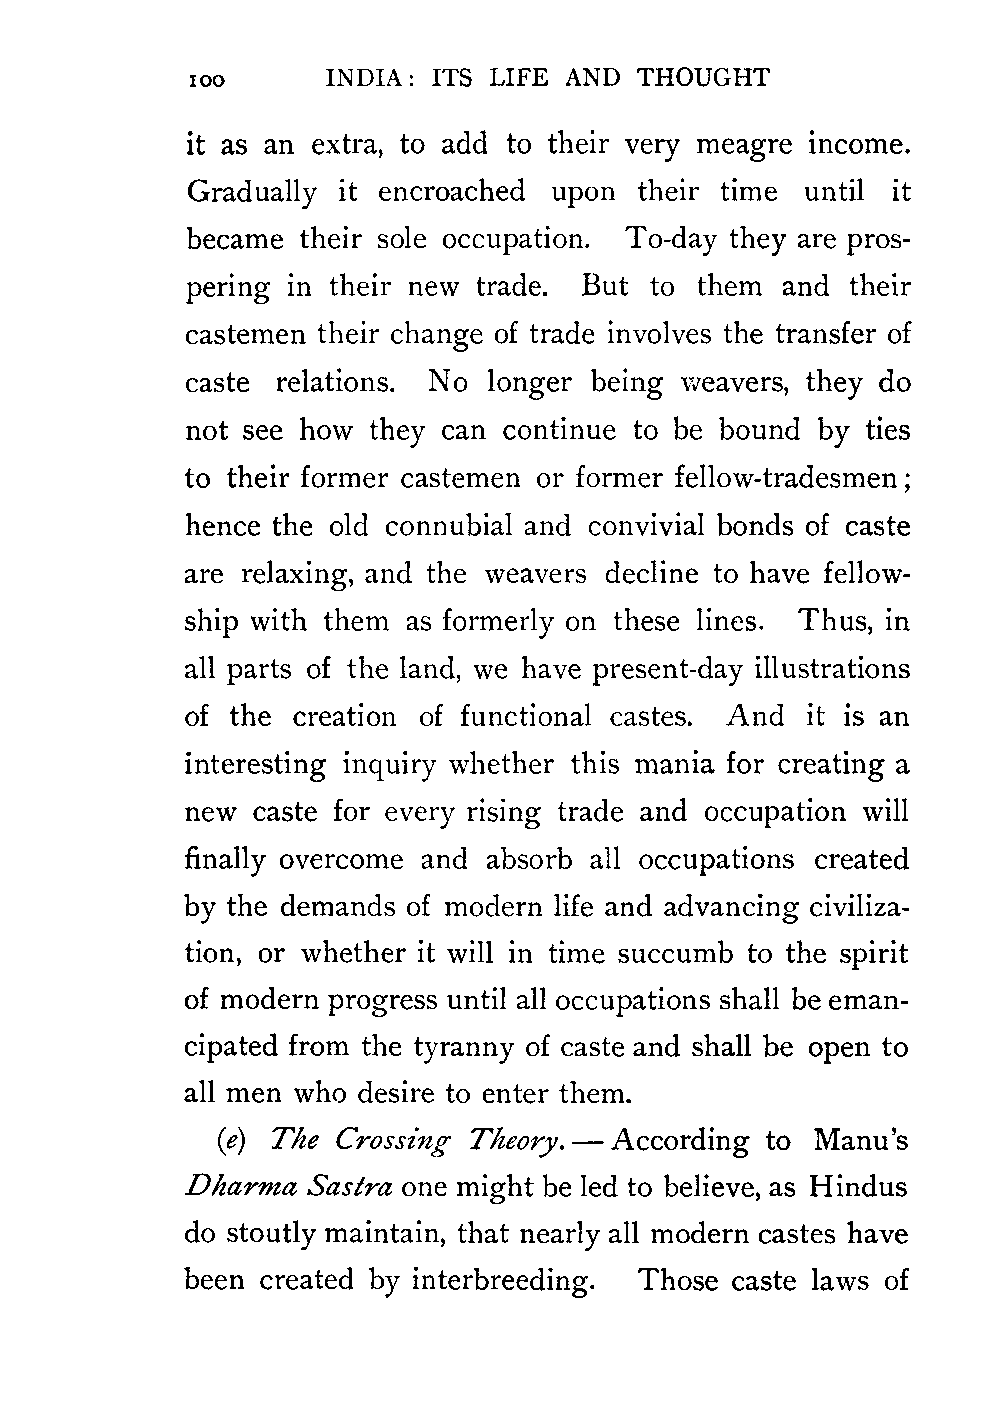 100 INDIA: ITS LIFE AND THOUGHT
it as an extra, to add to their very meagre income.
Gradually it encroached upon their time until it
became their sole occupation. To-day they are pros-
pering in their new trade. But to them and their
castemen their change of trade involves the transfer of
caste relations. No longer being weavers, they do
not see how they can continue to be bound by ties
to their former castemen or former fellow-tradesmen;
hence the old connubial and convivial bonds of caste
are relaxing, and the weavers decline to have fellow-
ship with them as formerly on these lines. Thus, in
all parts of the land, we have present-day illustrations
of the creation of functional castes. And it is an
interesting inquiry whether this mania for creating a
new caste for every rising trade and occupation will
finally overcome and absorb all occupations created
by the demands of modern life and advancing civiliza-
tion, or whether it will in time succumb to the spirit
of modern progress until all occupations shall be eman-
cipated from the tyranny of caste and shall be open to
all men who desire to enter them.
(e) The Crossing Theory. — According to Manu's
Dharma Sastra one might be led to believe, as Hindus
do stoutly maintain, that nearly all modern castes have
been created by interbreeding. Those caste laws of